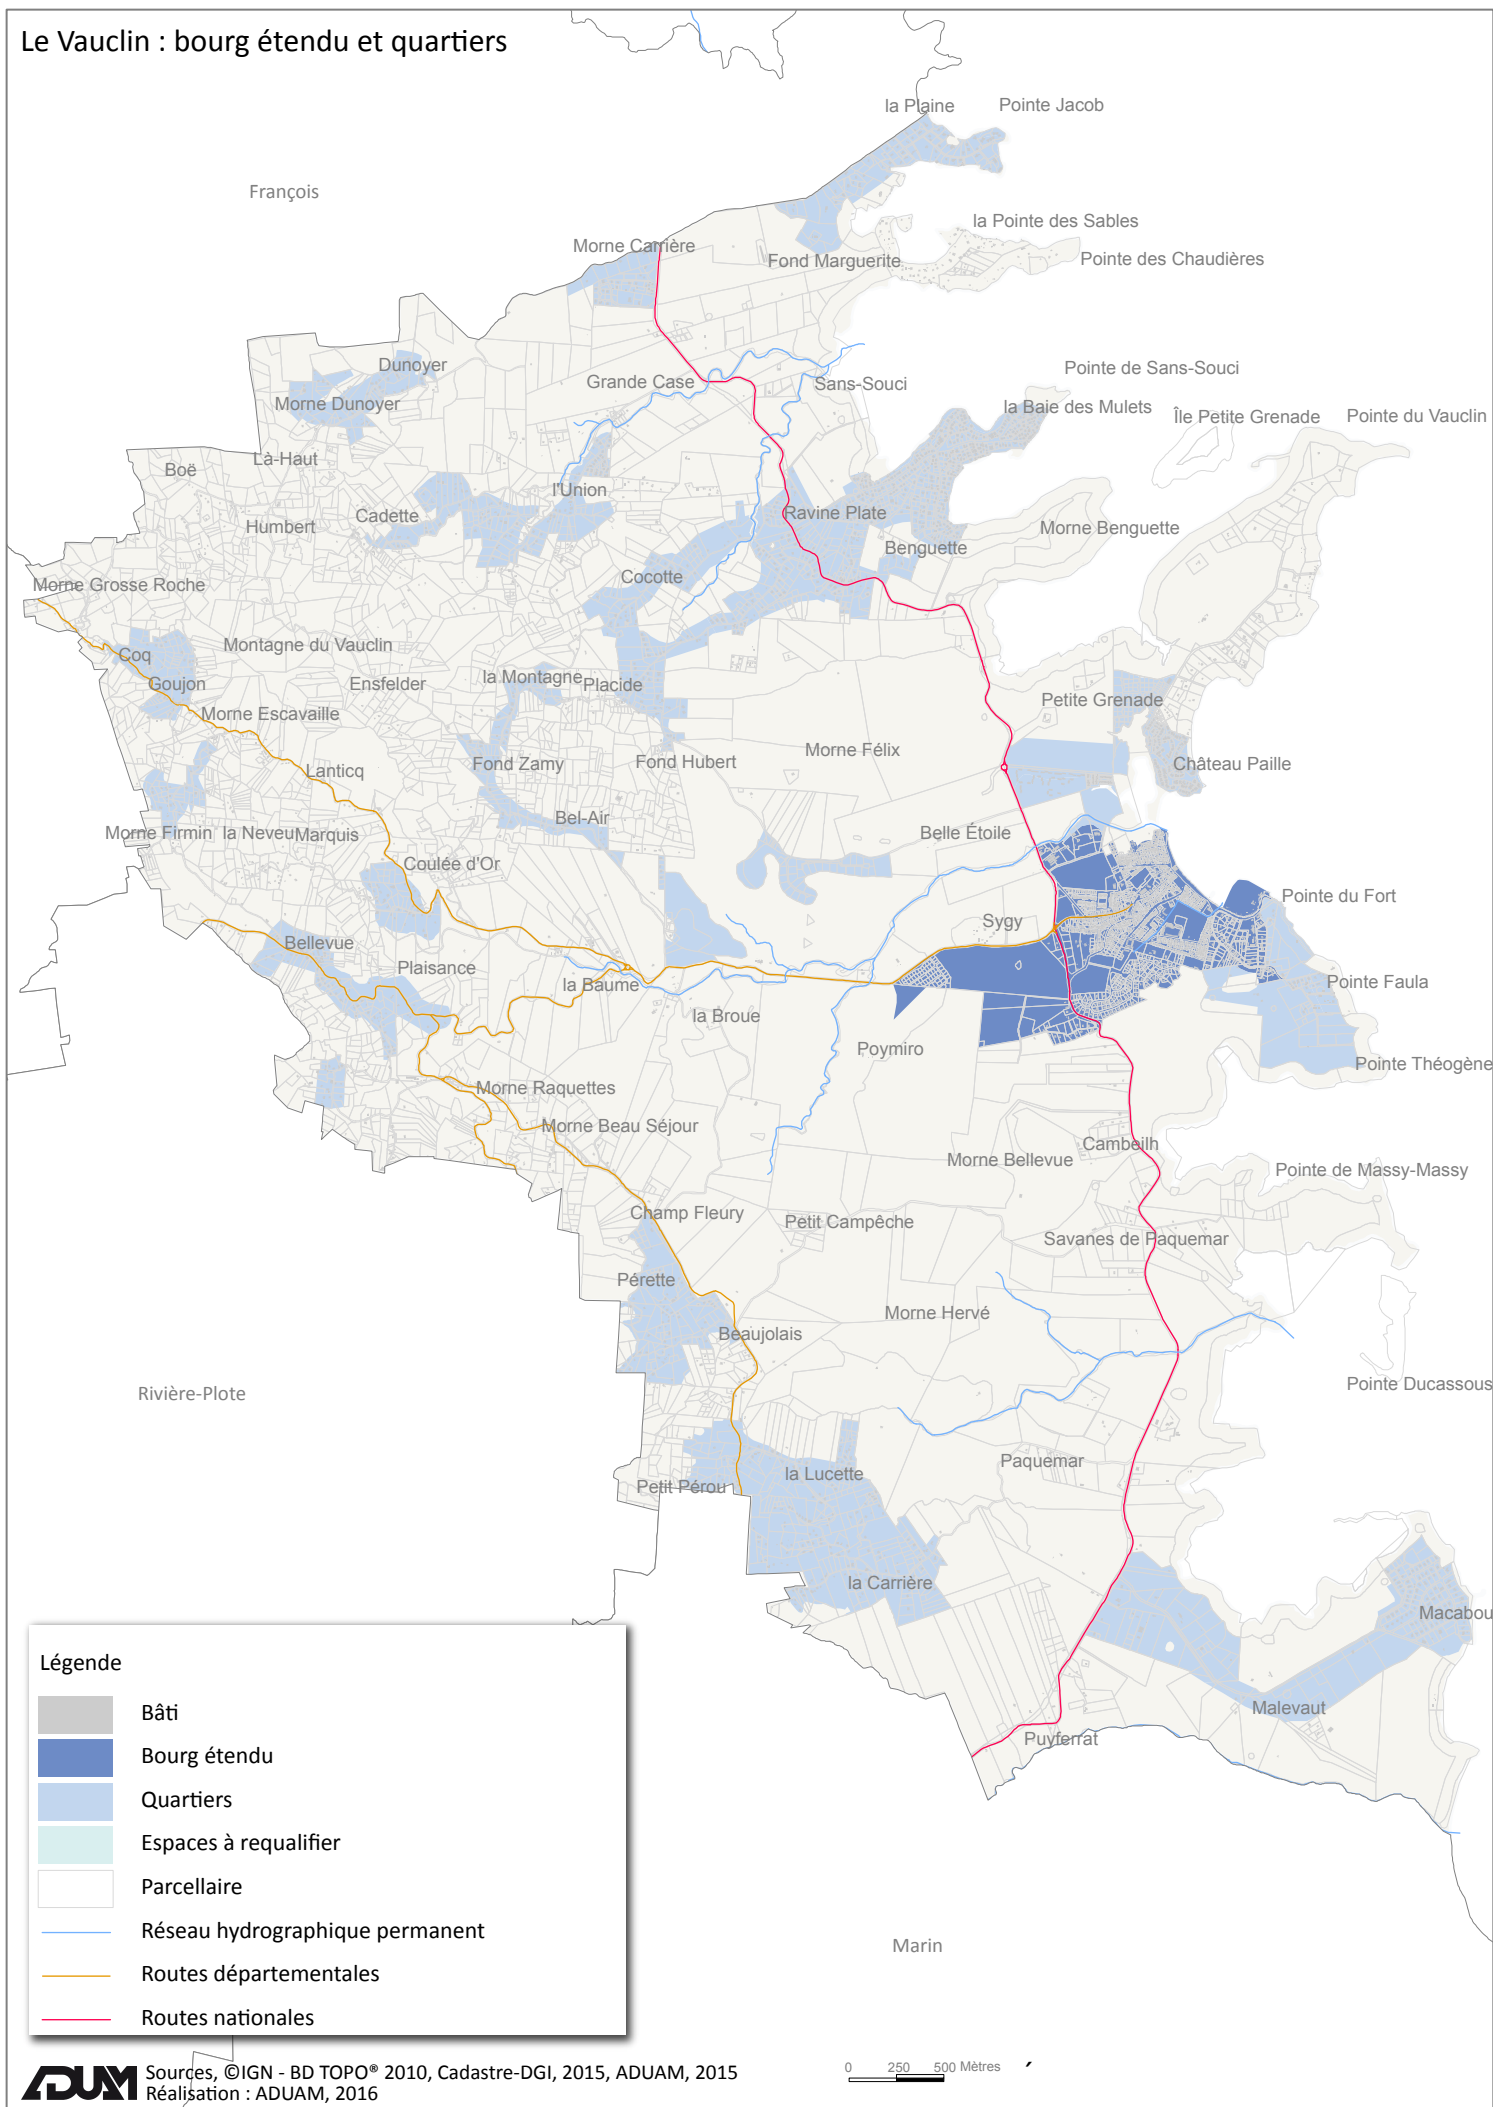 Le Vauclin : bourg étendu et quartiers
la Plaine
Pointe Jacob
François
la Pointe des Sables
Morne Carrière
Fond Marguerite
Pointe des Chaudières
Dunoyer
Grande Case
Sans-Souci
Pointe de Sans-Souci
Morne Dunoyer
la Baie des Mulets
Île Petite Grenade
Pointe du Vauclin
Là-Haut
Boë
l'Union
Cadette
Humbert
Ravine Plate
Morne Benguette
Benguette
Cocotte
Morne Grosse Roche
Montagne du Vauclin
Coq
Goujon
Ensfelder
la Montagne
Placide
Petite Grenade
Morne Escavaille
Morne Félix
Fond Zamy
Fond Hubert
Château Paille
Lanticq
Bel-Air
Belle Étoile
Morne Firmin
la Neveu
Marquis
Coulée d'Or
Pointe du Fort
Sygy
Bellevue
Plaisance
la Baume
Pointe Faula
la Broue
Poymiro
Pointe Théogène
Morne Raquettes
Morne Beau Séjour
Cambeilh
Morne Bellevue
Pointe de Massy-Massy
Champ Fleury
Petit Campêche
Savanes de Paquemar
Pérette
Morne Hervé
Beaujolais
Rivière-Plote
Pointe Ducassous
Paquemar
la Lucette
Petit Pérou
la Carrière
Macabou
Malevaut
Puyferrat
Légende
Bâti
Bourg étendu
Quartiers
Espaces à requalifier
Parcellaire
Réseau hydrographique permanent
Routes départementales
Routes nationales
Marin
ADUAM
Sources, ©IGN - BD TOPO® 2010, Cadastre-DGI, 2015, ADUAM, 2015
Réalisation : ADUAM, 2016
0 250 500 Mètres